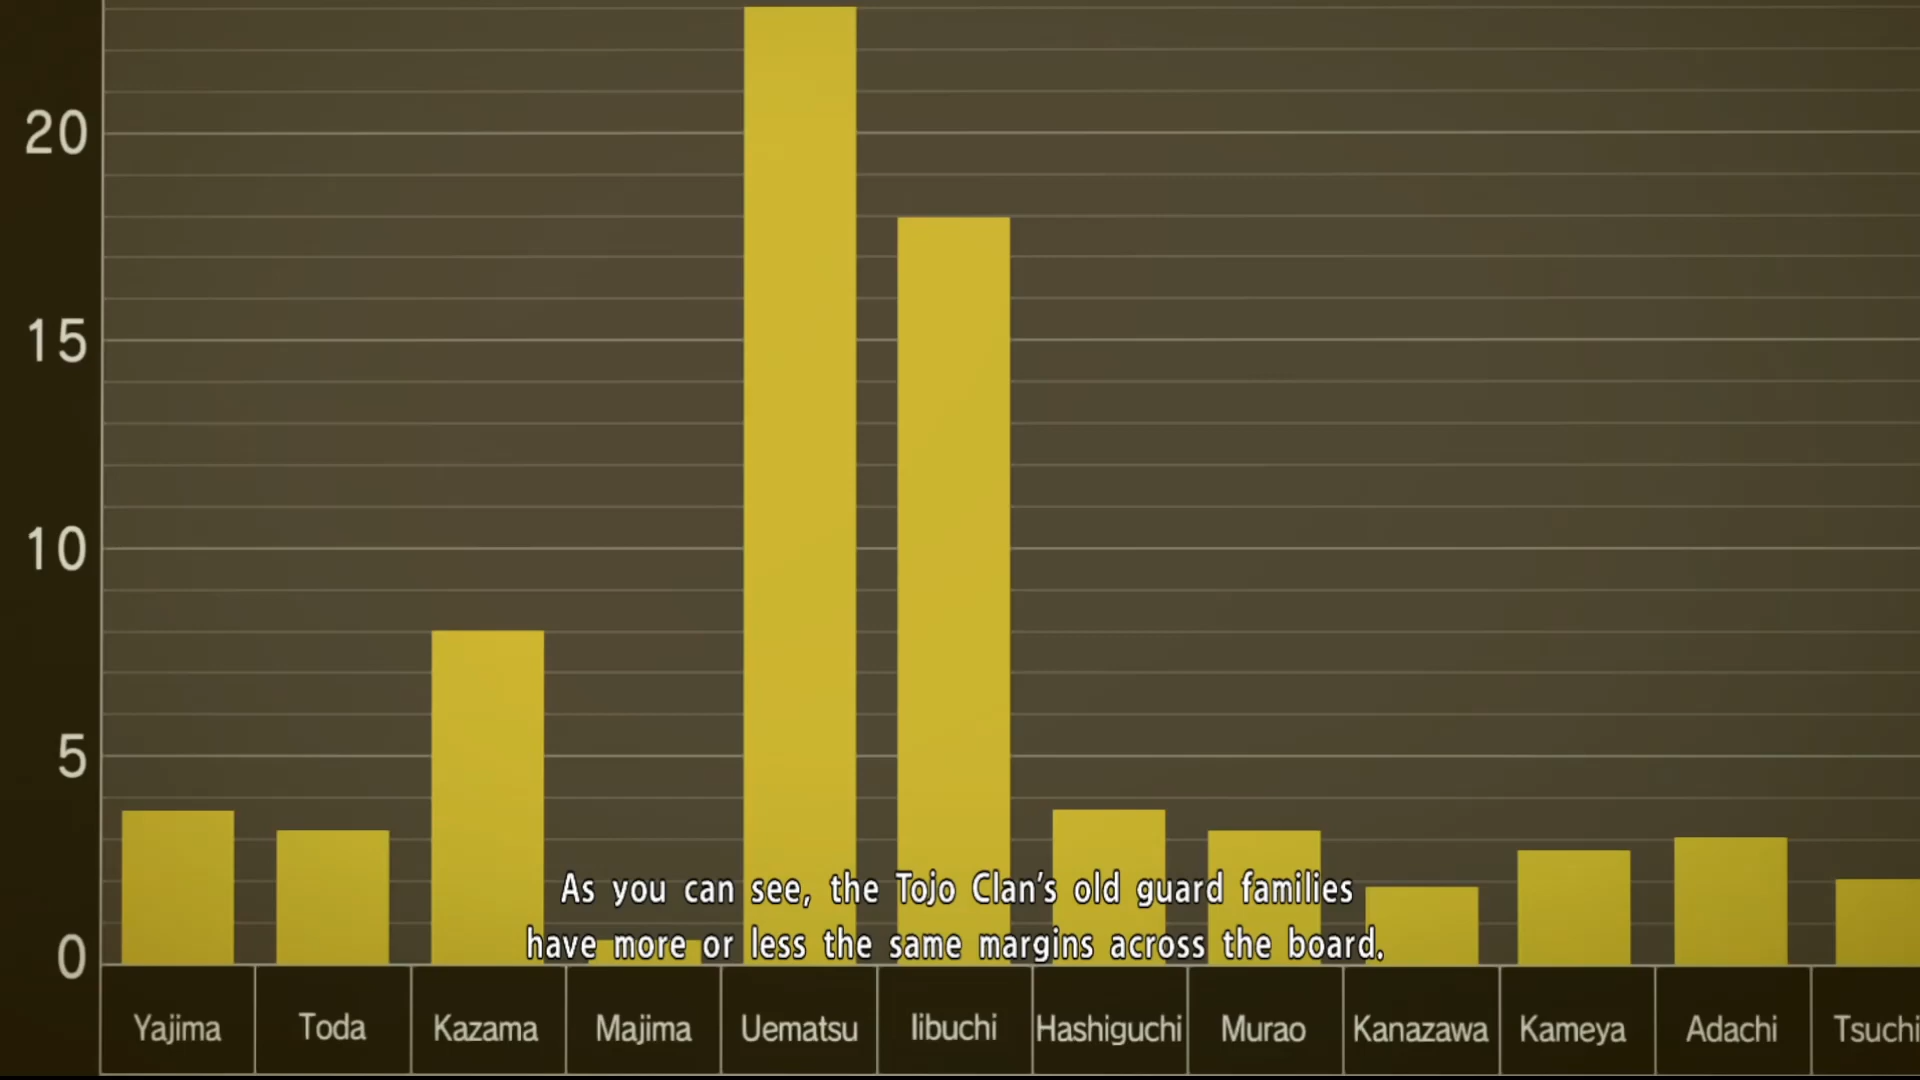 20
15
10
5
0
As you can see, the Tojo Clan's old guard families
have more or less the same margins across the board.
Yajima Toda Kazama Majima Uematsu Iibuchi Hashiguchi Murao Kanazawa Kameya Adachi Tsuchi